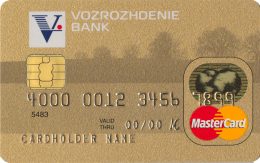 V
VOZROZHDENIE
BANK
4000 0012 3456 7899
5483
VALID
THRU
00/00
CARDHOLDER NAME
MasterCard